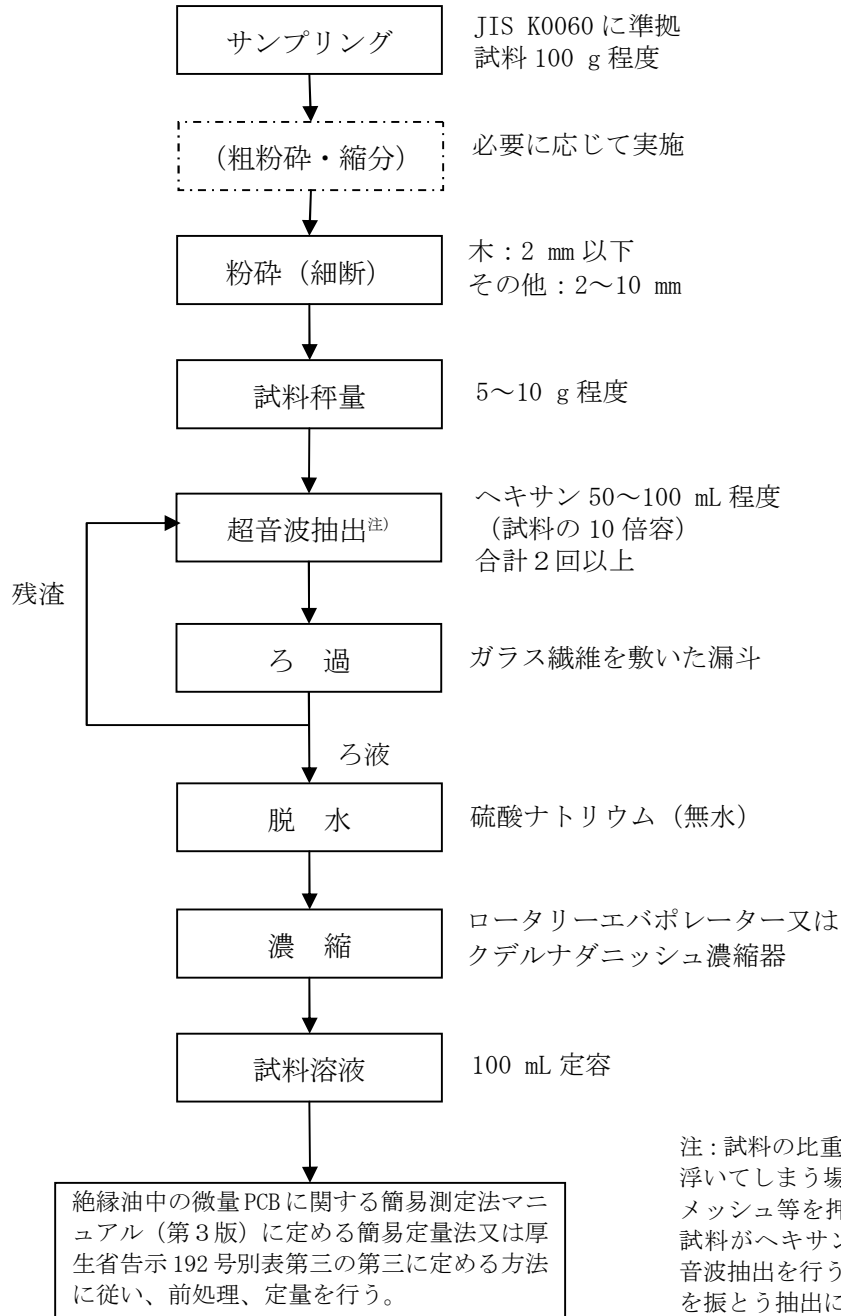 サンプリング
JIS K0060 に準拠
試料 100 g 程度
（粗粉砕・縮分）
必要に応じて実施
粉砕（細断）
木：2 mm 以下
その他：2～10 mm
試料秤量
5～10 g 程度
超音波抽出注)
ヘキサン 50～100 mL 程度
（試料の 10 倍容）
合計２回以上
残渣
ろ　過
ガラス繊維を敷いた漏斗
ろ液
脱　水
硫酸ナトリウム（無水）
濃　縮
ロータリーエバポレーター又は
クデルナダニッシュ濃縮器
試料溶液
100 mL 定容
絶縁油中の微量 PCB に関する簡易測定法マニ
ュアル（第３版）に定める簡易定量法又は厚
生省告示 192 号別表第三の第三に定める方法
に従い、前処理、定量を行う。
注：試料の比重
浮いてしまう場
メッシュ等を押
試料がヘキサン
音波抽出を行う
を振とう抽出に